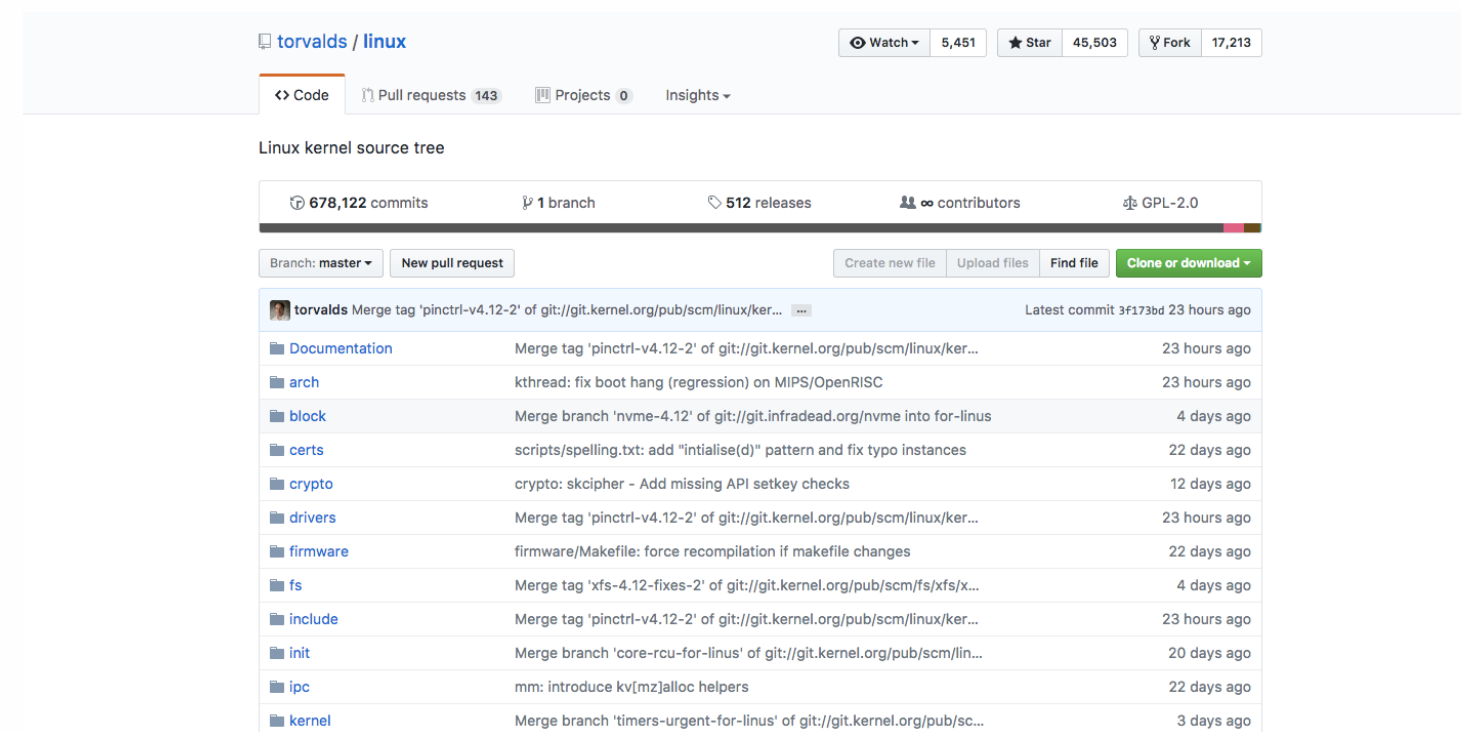 torvalds / linux Watch 5,451 Star 45,503 Fork 17,213
Code Pull requests 143 Projects 0 Insights
Linux kernel source tree
678,122 commits 1 branch 512 releases ∞ contributors GPL-2.0
Branch: master New pull request Create new file Upload files Find file Clone or download
torvalds Merge tag 'pinctrl-v4.12-2' of git://git.kernel.org/pub/scm/linux/ker... ... Latest commit 3f173bd 23 hours ago
Documentation Merge tag 'pinctrl-v4.12-2' of git://git.kernel.org/pub/scm/linux/ker... 23 hours ago
arch kthread: fix boot hang (regression) on MIPS/OpenRISC 23 hours ago
block Merge branch 'nvme-4.12' of git://git.infradead.org/nvme into for-linus 4 days ago
certs scripts/spelling.txt: add "intialise(d)" pattern and fix typo instances 22 days ago
crypto crypto: skcipher - Add missing API setkey checks 12 days ago
drivers Merge tag 'pinctrl-v4.12-2' of git://git.kernel.org/pub/scm/linux/ker... 23 hours ago
firmware firmware/Makefile: force recompilation if makefile changes 22 days ago
fs Merge tag 'xfs-4.12-fixes-2' of git://git.kernel.org/pub/scm/fs/xfs/x... 4 days ago
include Merge tag 'pinctrl-v4.12-2' of git://git.kernel.org/pub/scm/linux/ker... 23 hours ago
init Merge branch 'core-rcu-for-linus' of git://git.kernel.org/pub/scm/lin... 20 days ago
ipc mm: introduce kv[mz]alloc helpers 22 days ago
kernel Merge branch 'timers-urgent-for-linus' of git://git.kernel.org/pub/sc... 3 days ago